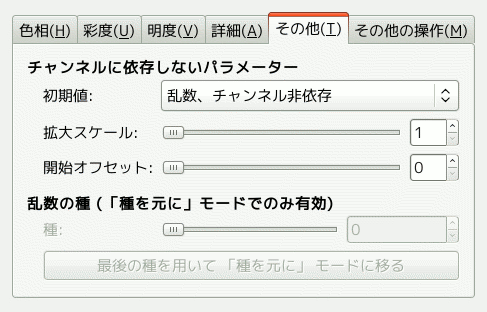 色相(H) 彩度(U) 明度(V) 詳細(A) その他(T) その他の操作(M)
チャンネルに依存しないパラメーター
初期値: 乱数、チャンネル非依存
拡大スケール: 1
開始オフセット: 0
乱数の種 (「種を元に」モードでのみ有効)
種: 0
最後の種を用いて 「種を元に」 モードに移る